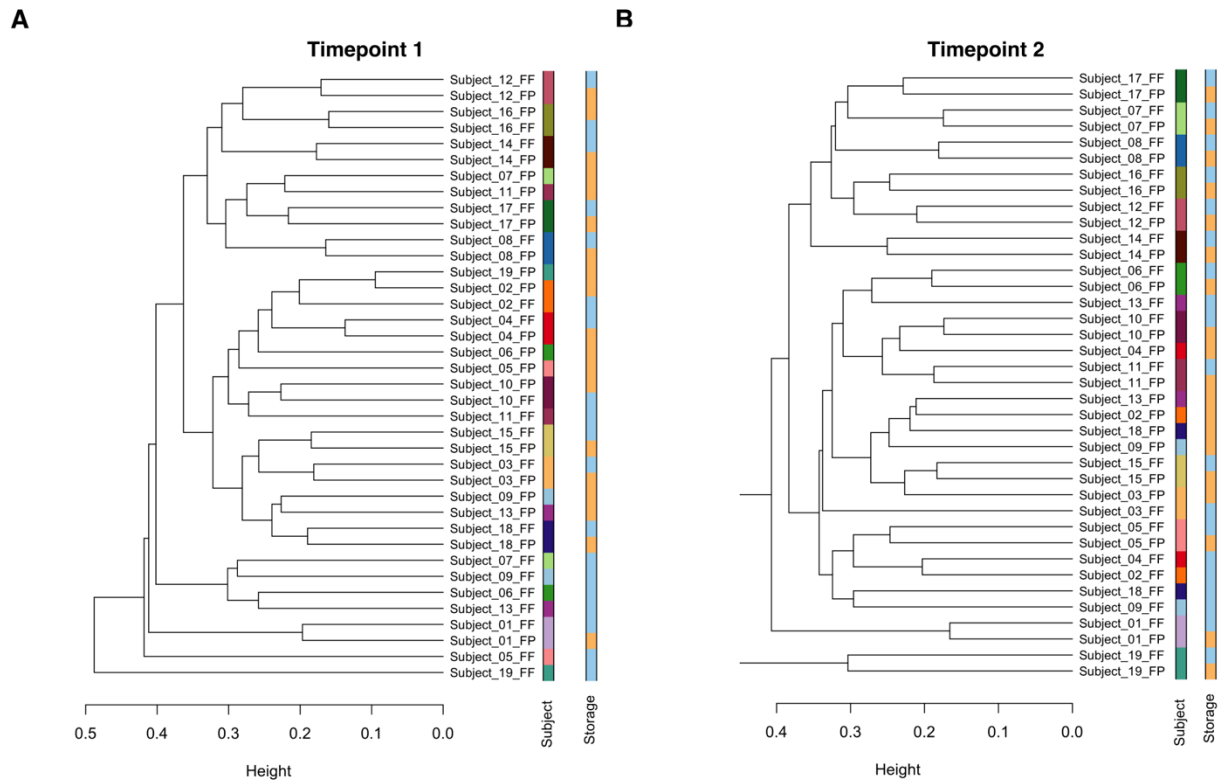 A
Timepoint 1
Subject_12_FF
Subject_12_FP
Subject_16_FP
Subject_16_FF
Subject_14_FF
Subject_14_FP
Subject_07_FP
Subject_11_FP
Subject_17_FF
Subject_17_FP
Subject_08_FF
Subject_08_FP
Subject_19_FP
Subject_02_FP
Subject_02_FF
Subject_04_FF
Subject_04_FP
Subject_06_FP
Subject_05_FP
Subject_10_FP
Subject_10_FF
Subject_11_FF
Subject_15_FF
Subject_15_FP
Subject_03_FF
Subject_03_FP
Subject_09_FP
Subject_13_FP
Subject_18_FF
Subject_18_FP
Subject_07_FF
Subject_09_FF
Subject_06_FF
Subject_13_FF
Subject_01_FF
Subject_01_FP
Subject_05_FF
Subject_19_FF
0.5 0.4 0.3 0.2 0.1 0.0
Height
Subject
Storage
B
Timepoint 2
Subject_17_FF
Subject_17_FP
Subject_07_FF
Subject_07_FP
Subject_08_FF
Subject_08_FP
Subject_16_FF
Subject_16_FP
Subject_12_FF
Subject_12_FP
Subject_14_FF
Subject_14_FP
Subject_06_FF
Subject_06_FP
Subject_13_FF
Subject_10_FF
Subject_10_FP
Subject_04_FP
Subject_11_FF
Subject_11_FP
Subject_13_FP
Subject_02_FP
Subject_18_FP
Subject_09_FP
Subject_15_FF
Subject_15_FP
Subject_03_FP
Subject_03_FF
Subject_05_FF
Subject_05_FP
Subject_04_FF
Subject_02_FF
Subject_18_FF
Subject_09_FF
Subject_01_FF
Subject_01_FP
Subject_19_FF
Subject_19_FP
0.4 0.3 0.2 0.1 0.0
Height
Subject
Storage